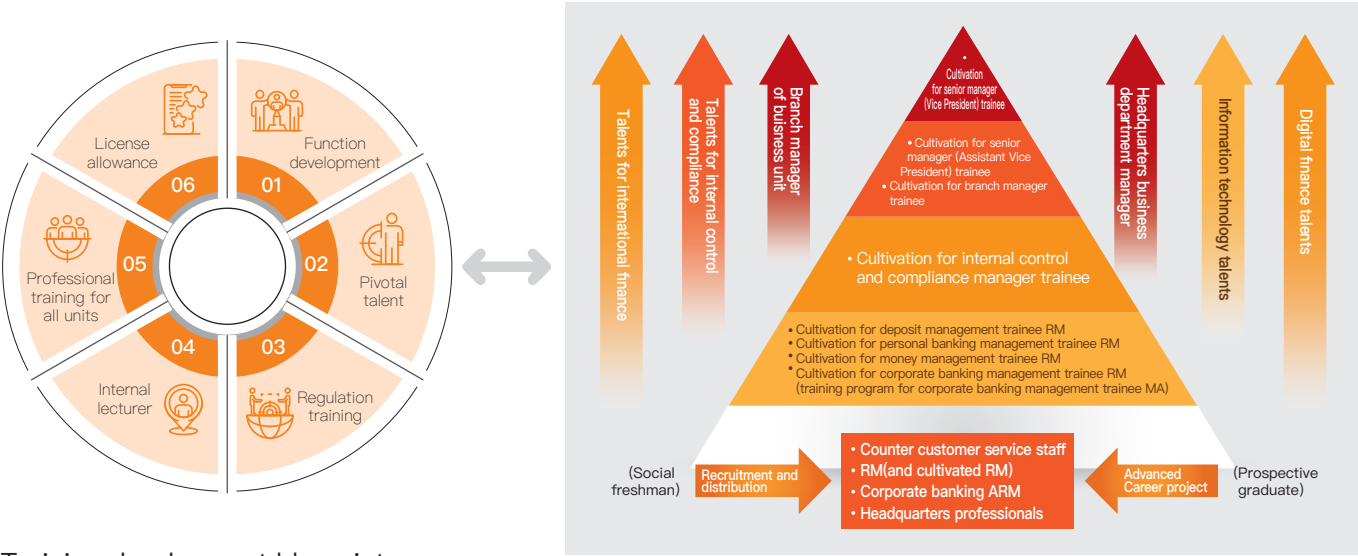 License
allowance
06
Function
development
01
Pivotal
talent
02
Regulation
training
03
Internal
lecturer
04
Professional
training for
all units
05
Talents for international finance
Talents for internal control
and compliance
Branch manager
of buisness unit
• Cultivation
for senior manager
(Vice President) trainee
• Cultivation for senior
manager (Assistant Vice
President) trainee
• Cultivation for branch manager
trainee
• Cultivation for internal control
and compliance manager trainee
• Cultivation for deposit management trainee RM
• Cultivation for personal banking management trainee RM
• Cultivation for money management trainee RM
• Cultivation for corporate banking management trainee RM
(training program for corporate banking management trainee MA)
Headquarters business
department manager
Information technology talents
Digital finance talents
(Social
freshman)
Recruitment and
distribution
• Counter customer service staff
• RM(and cultivated RM)
• Corporate banking ARM
• Headquarters professionals
Advanced
Career project
(Prospective
graduate)